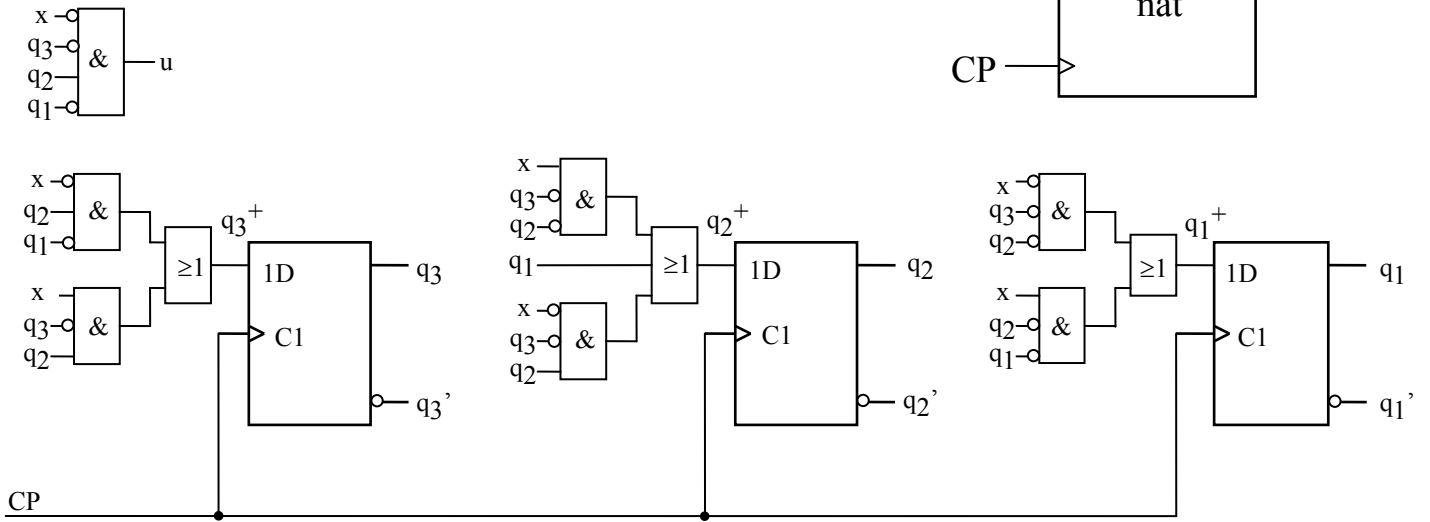 nat
CP
x
q3
q2
q1
&
u
x
q2
q1
&
x
q3
q2
&
≥1
q3+
1D
C1
q3
q3’
x
q3
q2
&
q1
x
q3
q2
&
≥1
q2+
1D
C1
q2
q2’
x
q3
q2
&
x
q2
q1
&
≥1
q1+
1D
C1
q1
q1’
CP